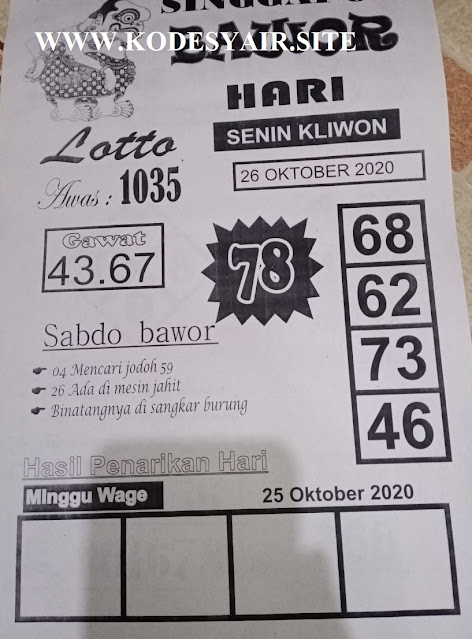 WWW.KODESYAIR.SITE
BAWOR
HARI
SENIN KLIWON
26 OKTOBER 2020
Lotto
Awas : 1035
Gawat
43.67
78
68
62
73
46
Sabdo bawor
04 Mencari jodoh 59
26 Ada di mesin jahit
Binatangnya di sangkar burung
Hasil Penarikan Hari
Minggu Wage
25 Oktober 2020